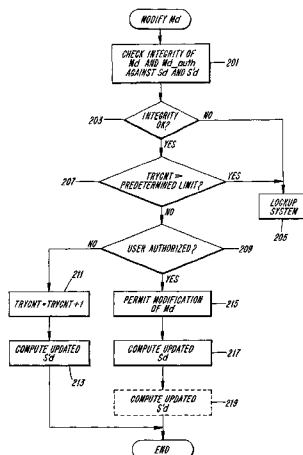 MODIFY Md
CHECK INTEGRITY OF
Md AND Md_auth
AGAINST Sd AND S'd
201
203
INTEGRITY
OK?
NO
YES
207
TRYCNT ≥
PREDETERMINED LIMIT?
YES
NO
LOCKUP
SYSTEM
205
NO
USER AUTHORIZED?
209
YES
211
TRYCNT=TRYCNT+1
PERMIT MODIFICATION
OF Md
215
COMPUTE UPDATED
S'd
213
COMPUTE UPDATED
Sd
217
COMPUTE UPDATED
S'd
219
END